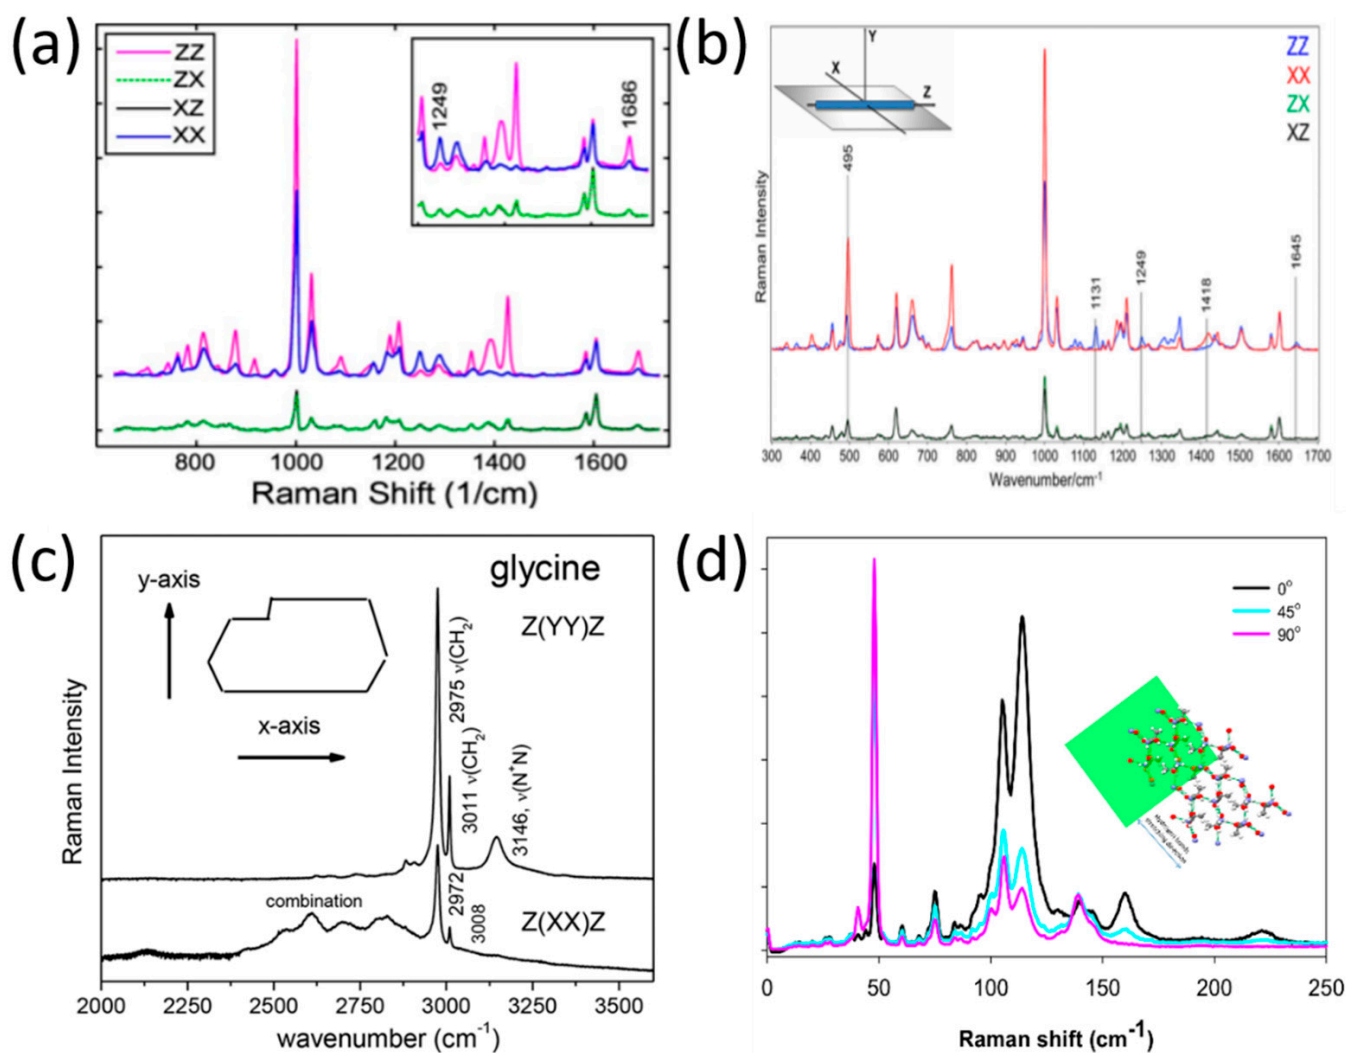 (a)
ZZ
ZX
XZ
XX
1249
1686
800 1000 1200 1400 1600
Raman Shift (1/cm)
(b)
Y
X
Z
ZZ
XX
ZX
XZ
495
1131
1249
1418
1645
Raman Intensity
300 400 500 600 700 800 900 1000 1100 1200 1300 1400 1500 1600 1700
Wavenumber/cm⁻¹
(c)
y-axis
x-axis
glycine
Z(YY)Z
2975 ν(CH₂)
3011 ν(CH₂)
3146, ν(N⁺N)
combination
2972
3008
Z(XX)Z
Raman Intensity
2000 2250 2500 2750 3000 3250 3500
wavenumber (cm⁻¹)
(d)
0°
45°
90°
Hydrogen bonds
stretching direction
0 50 100 150 200 250
Raman shift (cm⁻¹)